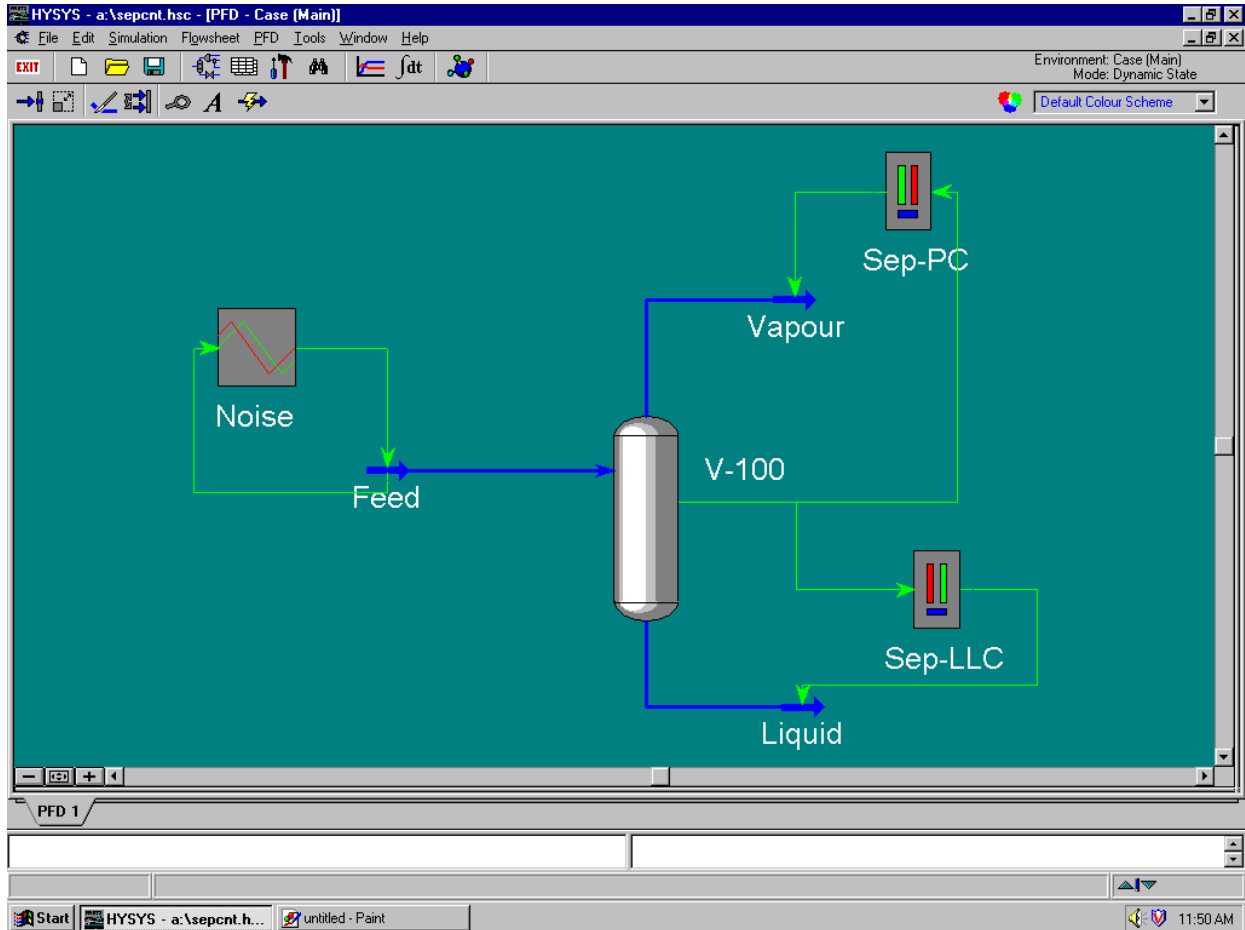 HYSYS - a:\sepcnt.hsc - [PFD - Case (Main)]
File Edit Simulation Flowsheet PFD Tools Window Help
EXIT ∫dt
Environment: Case (Main)
Mode: Dynamic State
A
Default Colour Scheme
Sep-PC
Vapour
Noise
V-100
Feed
Sep-LLC
Liquid
PFD 1
Start HYSYS - a:\sepcnt.h... untitled - Paint 11:50 AM